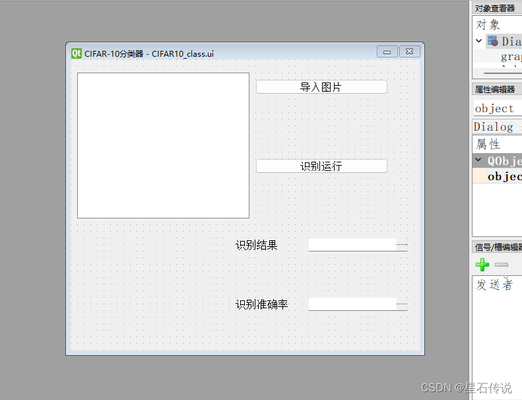 对象查看器
对象
Dia
grap
CIFAR-10分类器 - CIFAR10_class.ui
导入图片
识别运行
识别结果
识别准确率
属性编辑器
object
Dialog
属性
QObje
objec
信号/槽编辑器
发送者
CSDN @星石传说